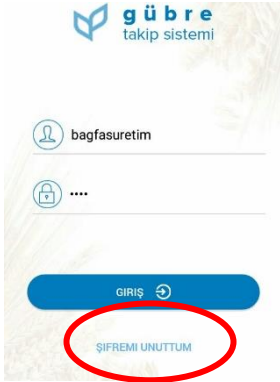 gübre
takip sistemi
bagfasuretim
••••
GIRIŞ
ŞIFREMI UNUTTUM